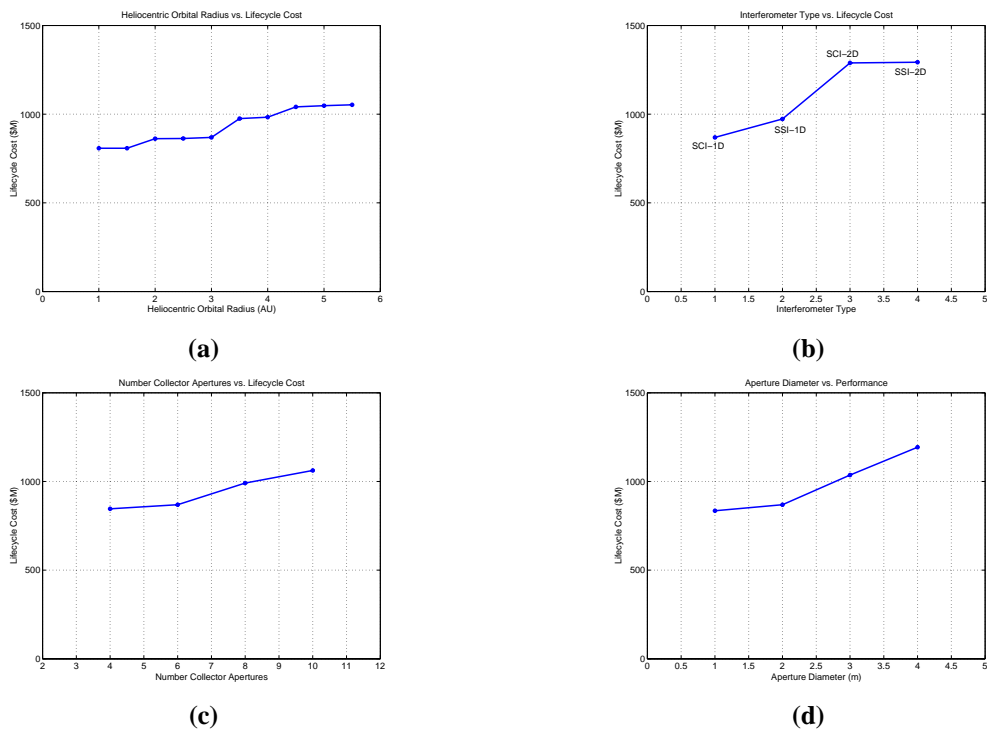 Heliocentric Orbital Radius vs. Lifecycle Cost
1500
1000
500
0
Lifecycle Cost ($M)
0 1 2 3 4 5 6
Heliocentric Orbital Radius (AU)
(a)
Interferometer Type vs. Lifecycle Cost
1500
1000
500
0
Lifecycle Cost ($M)
SCI−1D
SSI−1D
SCI−2D
SSI−2D
0 0.5 1 1.5 2 2.5 3 3.5 4 4.5 5
Interferometer Type
(b)
Number Collector Apertures vs. Lifecycle Cost
1500
1000
500
0
Lifecycle Cost ($M)
2 3 4 5 6 7 8 9 10 11 12
Number Collector Apertures
(c)
Aperture Diameter vs. Performance
1500
1000
500
0
Lifecycle Cost ($M)
0 0.5 1 1.5 2 2.5 3 3.5 4 4.5 5
Aperture Diameter (m)
(d)